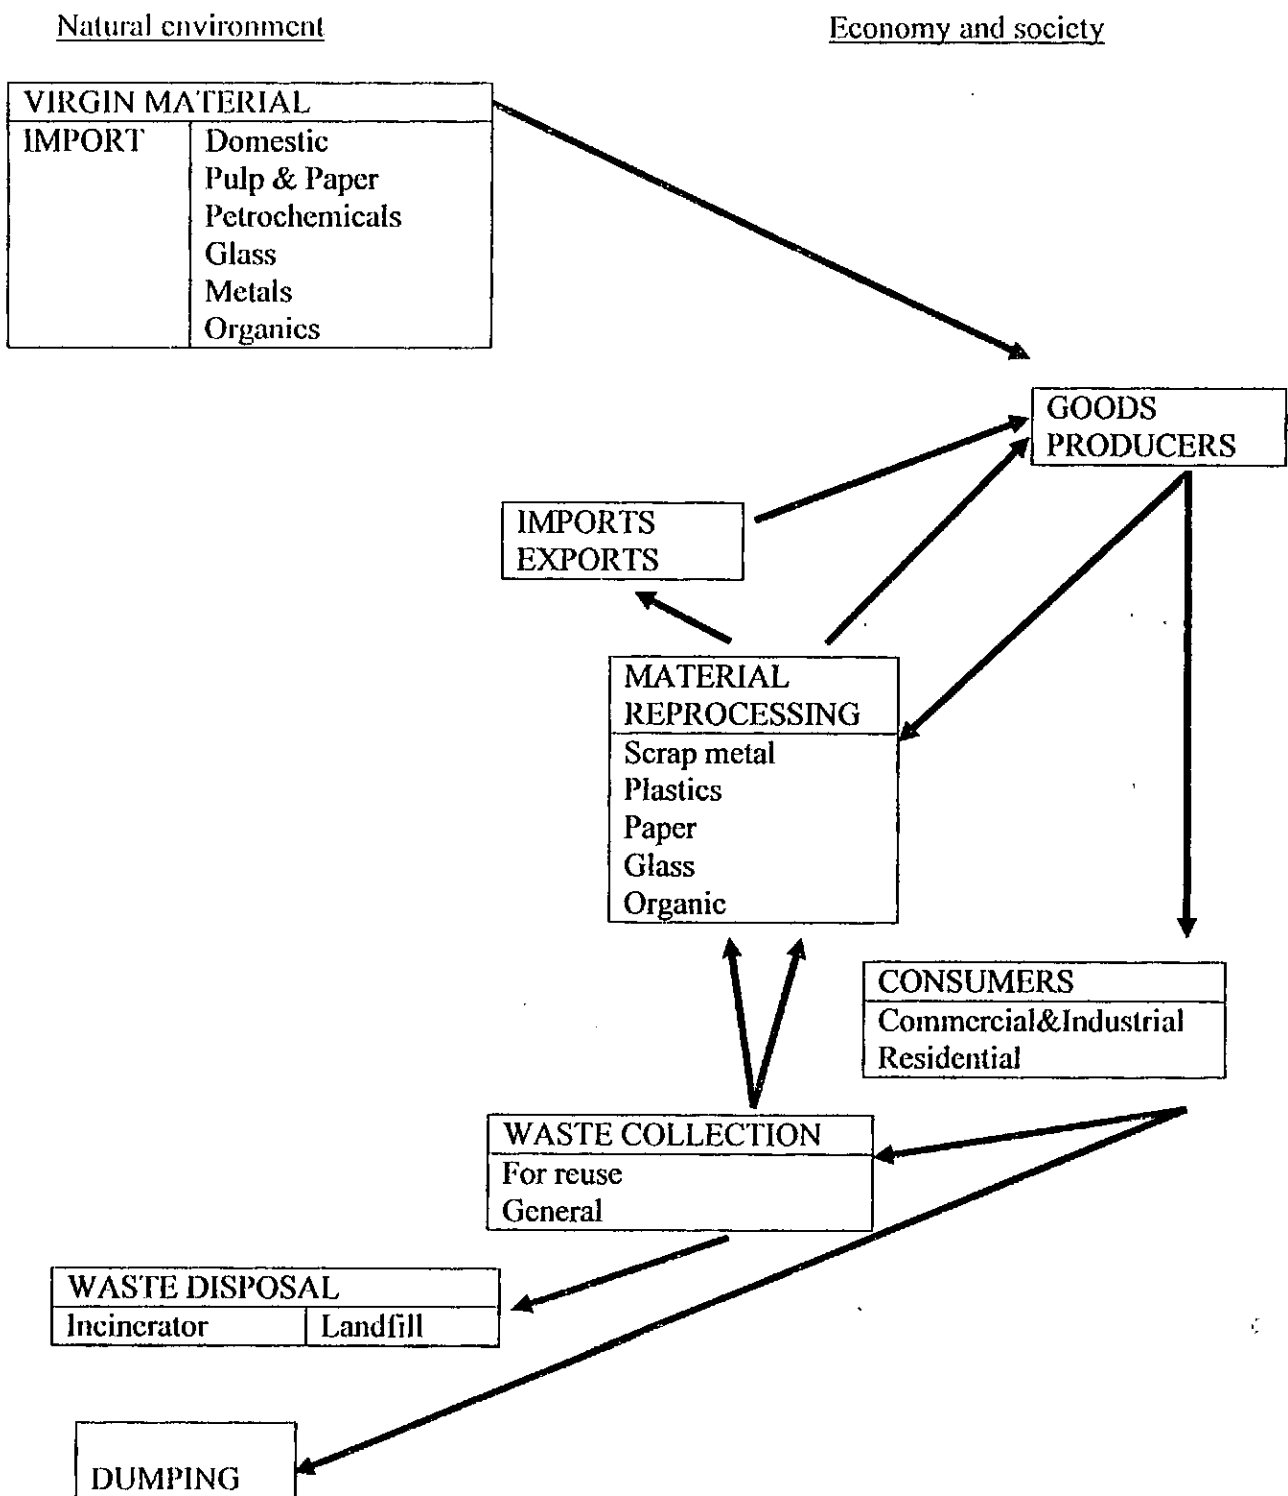 Natural environment
Economy and society
VIRGIN MATERIAL
IMPORT
Domestic
Pulp & Paper
Petrochemicals
Glass
Metals
Organics
GOODS
PRODUCERS
IMPORTS
EXPORTS
MATERIAL
REPROCESSING
Scrap metal
Plastics
Paper
Glass
Organic
CONSUMERS
Commercial&Industrial
Residential
WASTE COLLECTION
For reuse
General
WASTE DISPOSAL
Incinerator
Landfill
DUMPING